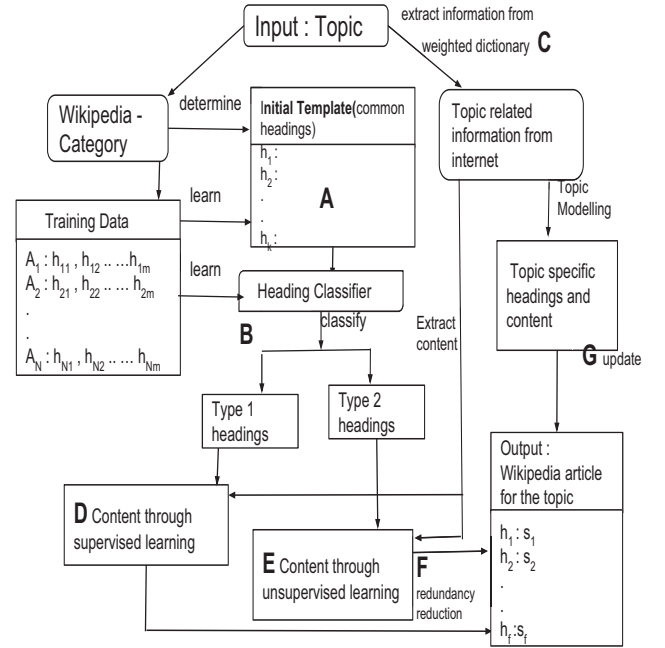 Input : Topic
extract information from
weighted dictionary C
Wikipedia -
Category
determine
Initial Template(common
headings)
h1 :
h2 :
.
.
hk :
A
Topic related
information from
internet
learn
Topic
Modelling
Training Data
A1 : h11 , h12 .. ...h1m
A2 : h21 , h22 .. ... h2m
.
.
AN : hN1 , hN2 .. ... hNm
learn
Heading Classifier
classify
B
Topic specific
headings and
content
Extract
content
G update
Type 1
headings
Type 2
headings
Output :
Wikipedia article
for the topic
h1 : s1
h2 : s2
.
.
hf :sf
D Content through
supervised learning
E Content through
unsupervised learning
F
redundancy
reduction